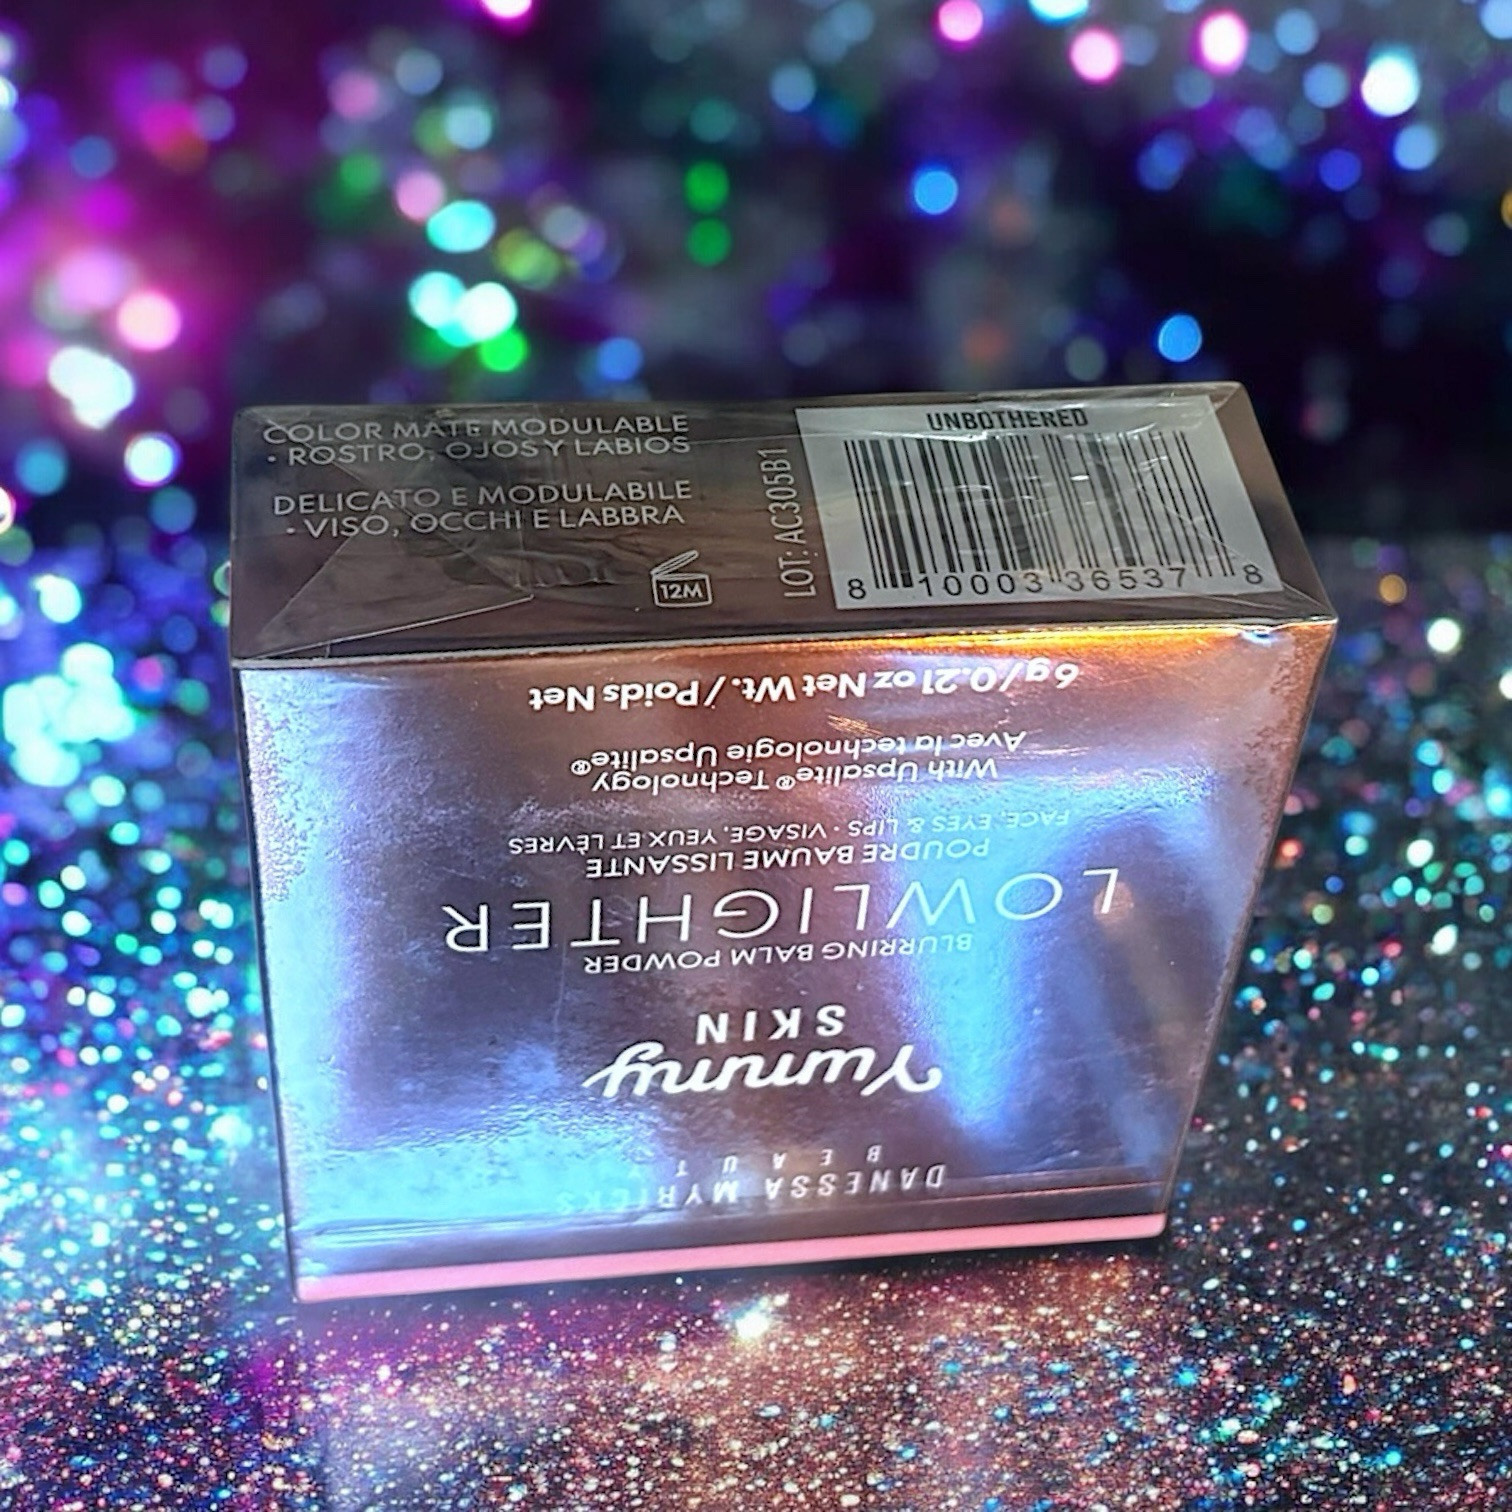 COLOR MATE MODULABLE
• ROSTRO, OJOS Y LABIOS
DELICATO E MODULABILE
• VISO, OCCHI E LABBRA
12M
LOT: AC305B1
UNBOTHERED
8 10003 36537 8
DANESSA MYRICKS
BEAUT
Yummy
SKIN
BLURRING BALM POWDER
LOWLIGHTER
POUDRE BAUME LISSANTE
FACE, EYES & LIPS • VISAGE, YEUX ET LÈVRES
With Upsalite® Technology
Avec la technologie Upsalite®
6g/0.21 oz Net Wt./Poids Net